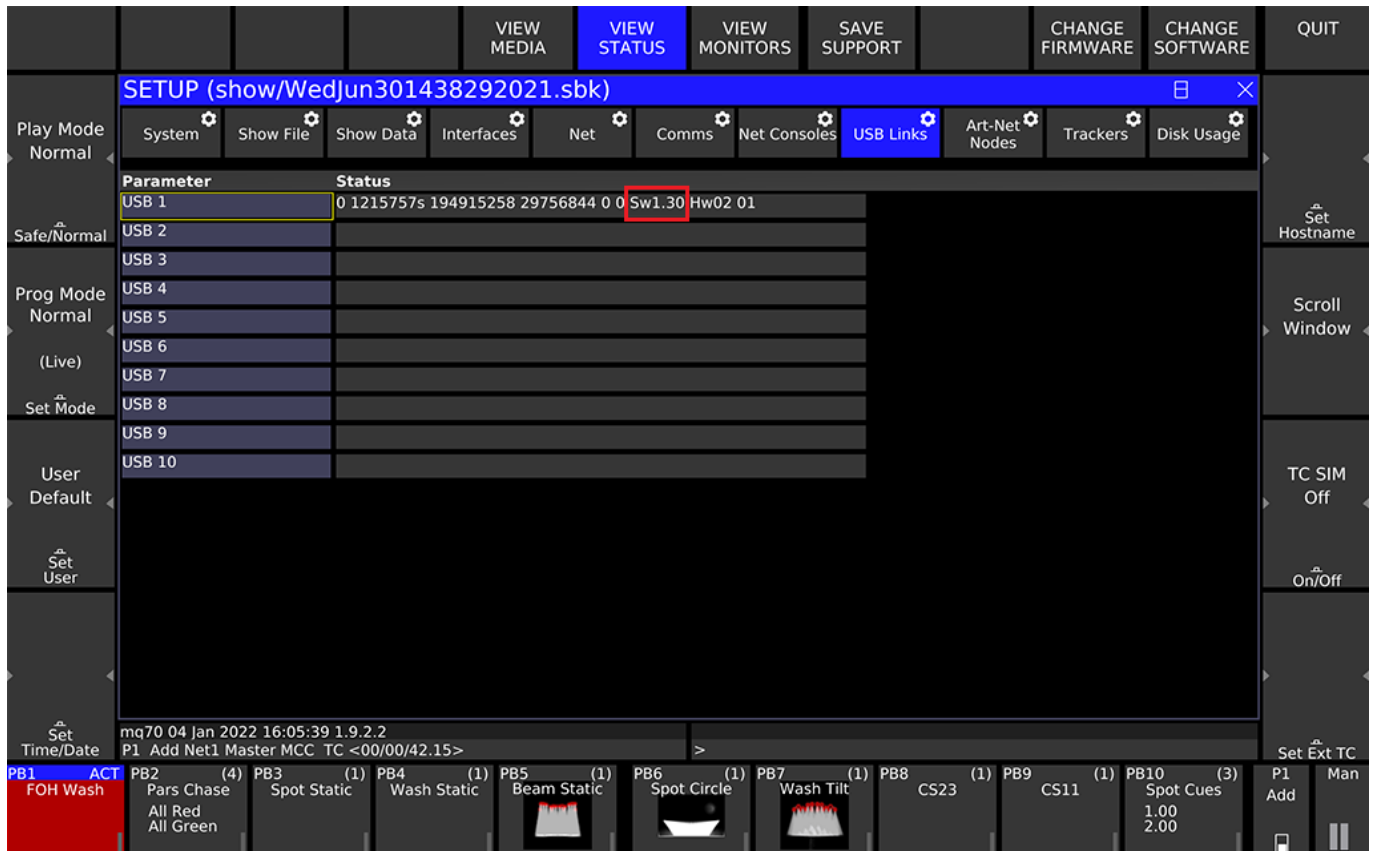 VIEW
MEDIA
VIEW
STATUS
VIEW
MONITORS
SAVE
SUPPORT
CHANGE
FIRMWARE
CHANGE
SOFTWARE
QUIT
SETUP (show/WedJun301438292021.sbk)
System
Show File
Show Data
Interfaces
Net
Comms
Net Consoles
USB Links
Art-Net
Nodes
Trackers
Disk Usage
Play Mode
Normal
Safe/Normal
Prog Mode
Normal
(Live)
Set Mode
User
Default
Set
User
Set
Time/Date
Parameter Status
USB 1 0 1215757s 194915258 29756844 0 0 Sw1.30 Hw02 01
USB 2
USB 3
USB 4
USB 5
USB 6
USB 7
USB 8
USB 9
USB 10
Set
Hostname
Scroll
Window
TC SIM
Off
On/Off
Set Ext TC
mq70 04 Jan 2022 16:05:39 1.9.2.2
P1 Add Net1 Master MCC TC <00/00/42.15>
>
PB1 ACT
FOH Wash
PB2 (4)
Pars Chase
All Red
All Green
PB3 (1)
Spot Static
PB4 (1)
Wash Static
PB5 (1)
Beam Static
PB6 (1)
Spot Circle
PB7 (1)
Wash Tilt
PB8 (1)
CS23
PB9 (1)
CS11
PB10 (3)
Spot Cues
1.00
2.00
P1 Man
Add